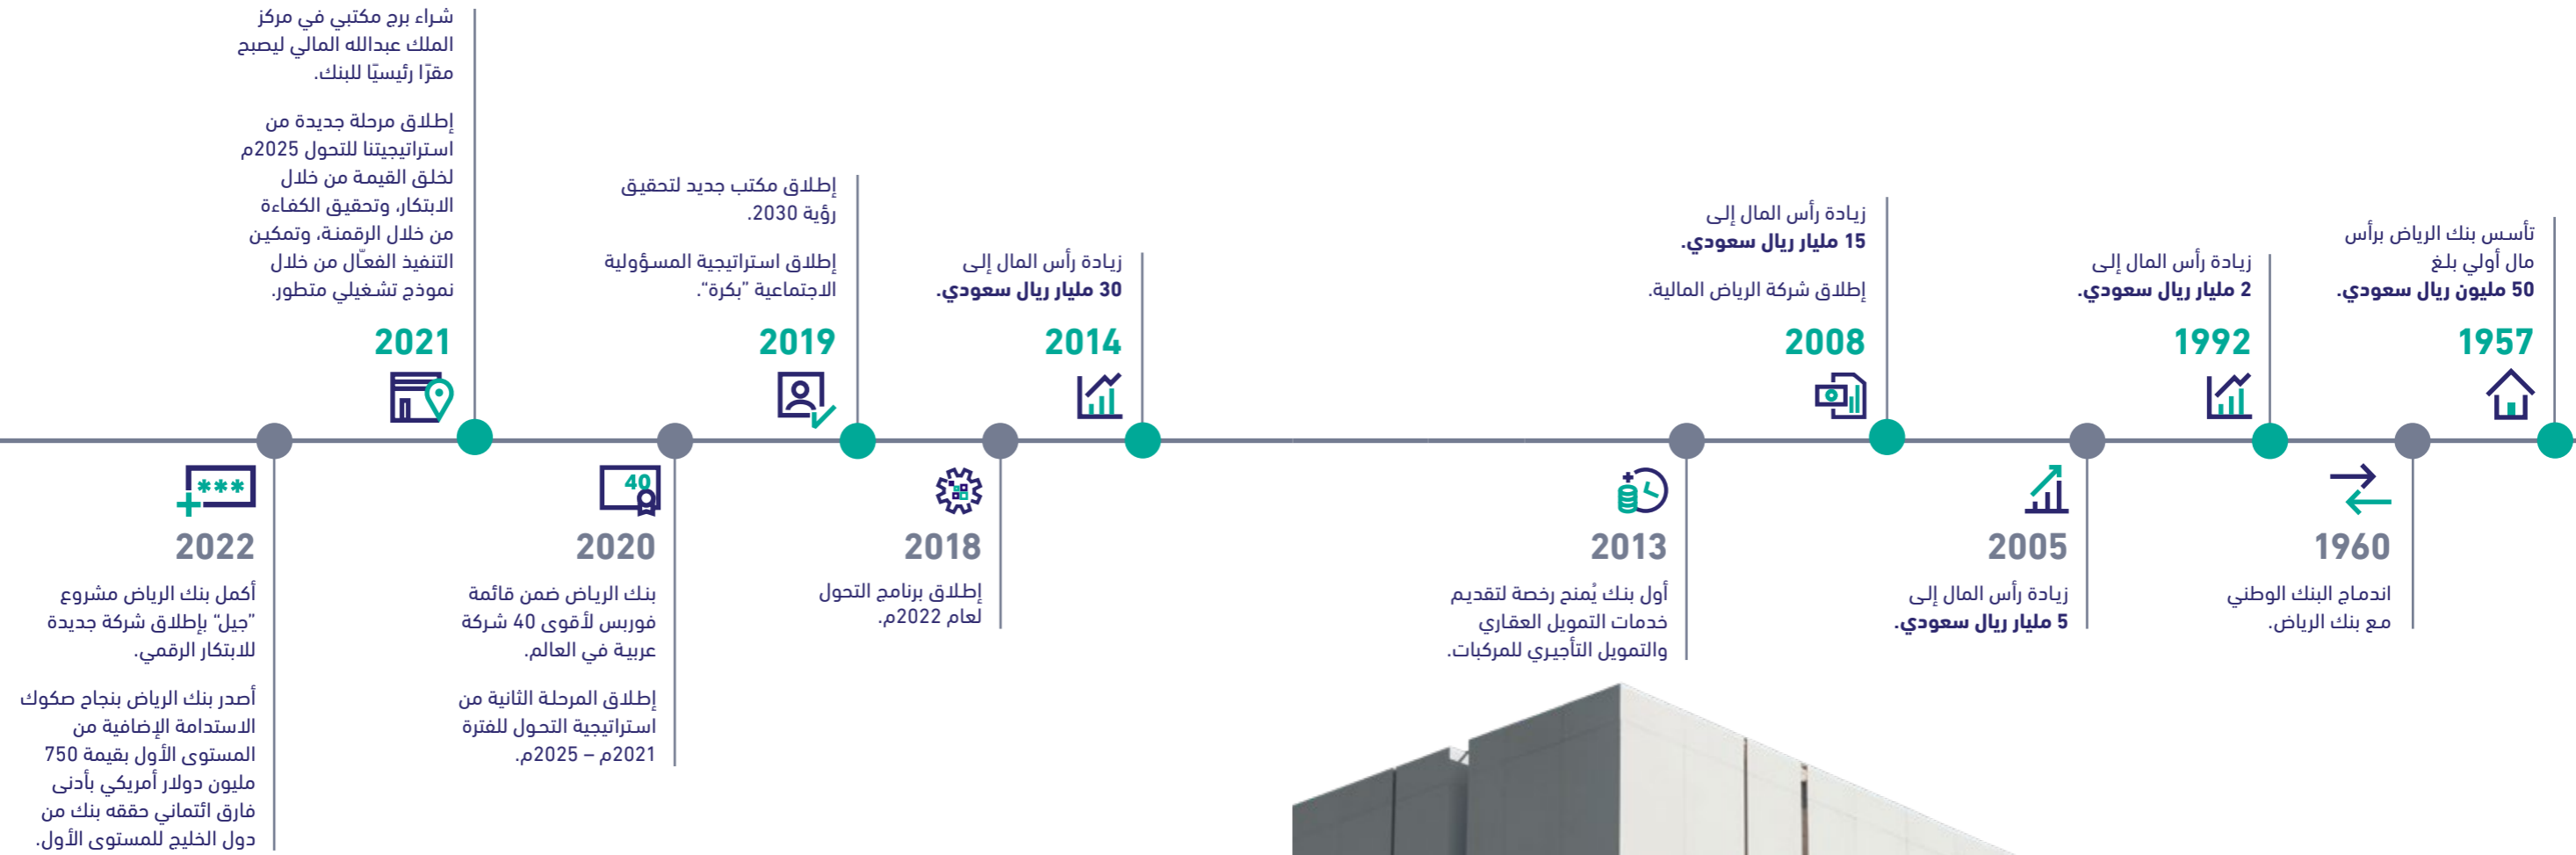 تأسس بنك الرياض برأس
مال أولي بلغ
50 مليون ريال سعودي.
1957
1960
اندماج البنك الوطني
مع بنك الرياض.
زيادة رأس المال إلى
2 مليار ريال سعودي.
1992
2005
زيادة رأس المال إلى
5 مليار ريال سعودي.
زيادة رأس المال إلى
15 مليار ريال سعودي.
إطلاق شركة الرياض المالية.
2008
2013
أول بنك يُمنح رخصة لتقديم
خدمات التمويل العقاري
والتمويل التأجيري للمركبات.
زيادة رأس المال إلى
30 مليار ريال سعودي.
2014
2018
إطلاق برنامج التحول
لعام 2022م.
إطلاق مكتب جديد لتحقيق
رؤية 2030.
إطلاق استراتيجية المسؤولية
الاجتماعية "بكرة".
2019
40
2020
بنك الرياض ضمن قائمة
فوربس لأقوى 40 شركة
عربية في العالم.
إطلاق المرحلة الثانية من
استراتيجية التحول للفترة
2021م – 2025م.
شراء برج مكتبي في مركز
الملك عبدالله المالي ليصبح
مقرًا رئيسيًا للبنك.
إطلاق مرحلة جديدة من
استراتيجيتنا للتحول 2025م
لخلق القيمة من خلال
الابتكار، وتحقيق الكفاءة
من خلال الرقمنة، وتمكين
التنفيذ الفعّال من خلال
نموذج تشغيلي متطور.
2021
***
2022
أكمل بنك الرياض مشروع
"جيل" بإطلاق شركة جديدة
للابتكار الرقمي.
أصدر بنك الرياض بنجاح صكوك
الاستدامة الإضافية من
المستوى الأول بقيمة 750
مليون دولار أمريكي بأدنى
فارق ائتماني حققه بنك من
دول الخليج للمستوى الأول.